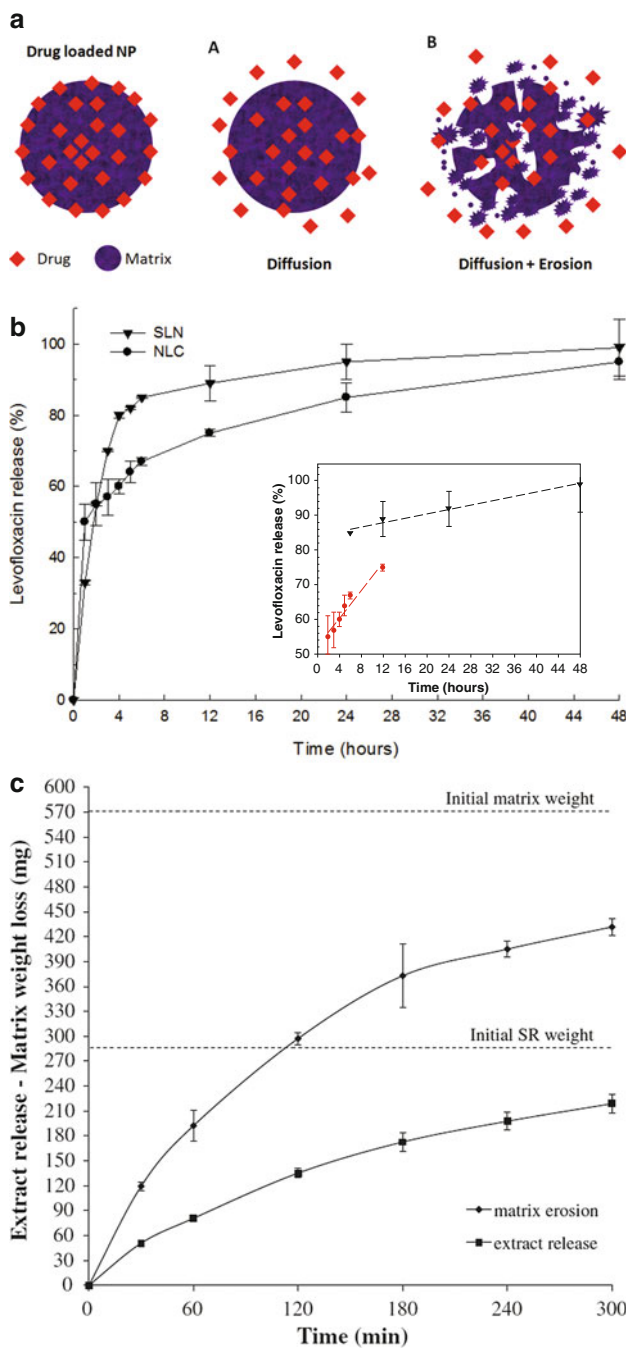 a
Drug loaded NP
A
B
Drug
Matrix
Diffusion
Diffusion + Erosion
b
SLN
NLC
Levofloxacin release (%)
100
80
60
40
20
0
0 4 8 12 16 20 24 28 32 36 40 44 48
Time (hours)
Levofloxacin release (%)
100
90
80
70
60
50
0 4 8 12 16 20 24 28 32 36 40 44 48
Time (hours)
c
Extract release - Matrix weight loss (mg)
600
570
540
510
480
450
420
390
360
330
300
270
240
210
180
150
120
90
60
30
0
Initial matrix weight
Initial SR weight
matrix erosion
extract release
0 60 120 180 240 300
Time (min)